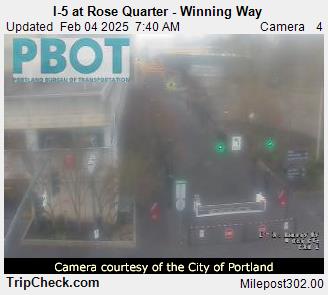 I-5 at Rose Quarter - Winning Way
Updated Feb 04 2025 7:40 AM Camera 4
PBOT
PORTLAND BUREAU OF TRANSPORTATION
Camera courtesy of the City of Portland
TripCheck.com Milepost302.00